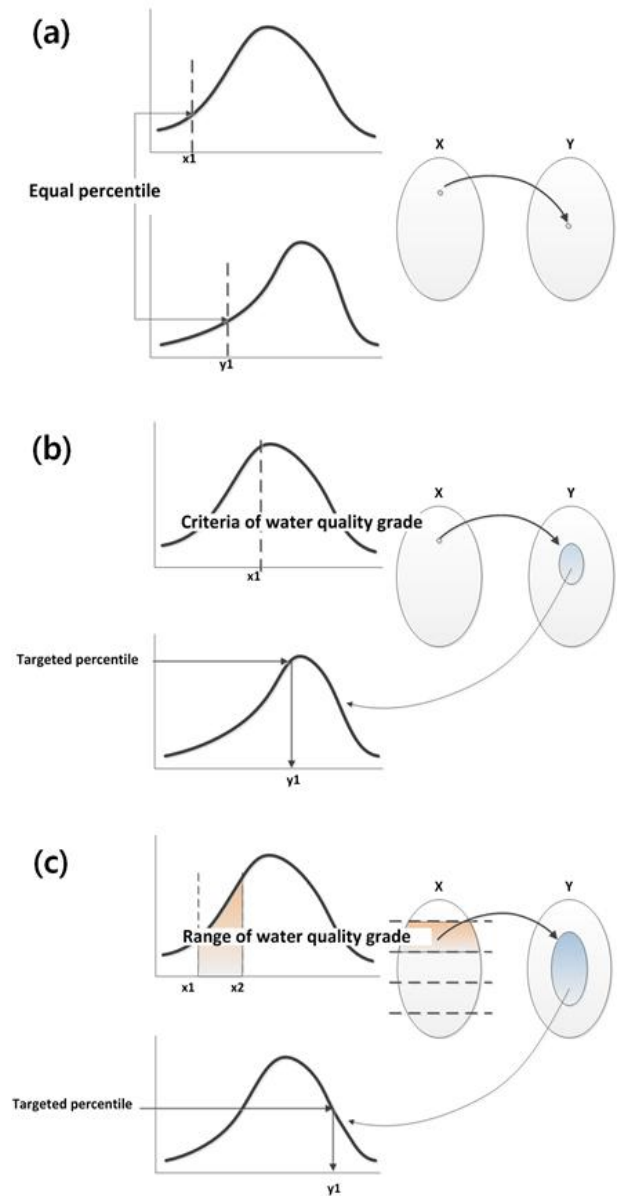 (a)
x1
X
Y
Equal percentile
y1
(b)
X
Y
Criteria of water quality grade
x1
Targeted percentile
y1
(c)
X
Y
Range of water quality grade
x1
x2
Targeted percentile
y1